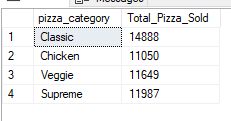 Messages
pizza_category Total_Pizza_Sold
1 Classic 14888
2 Chicken 11050
3 Veggie 11649
4 Supreme 11987